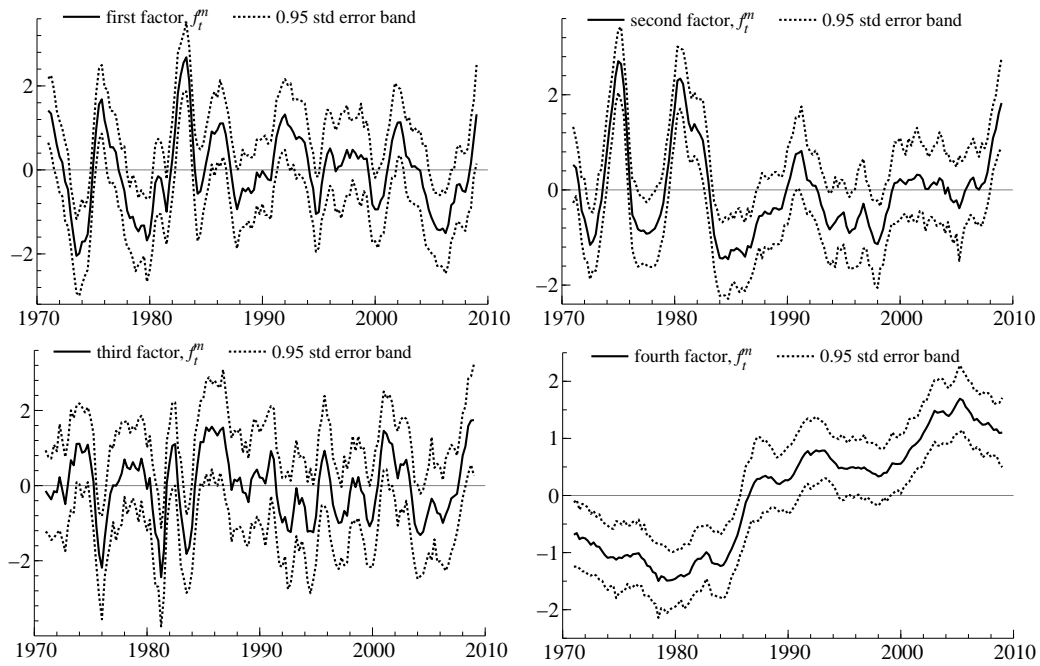 first factor, f_t^m 0.95 std error band
2
0
−2
1970 1980 1990 2000 2010
second factor, f_t^m 0.95 std error band
2
0
−2
1970 1980 1990 2000 2010
third factor, f_t^m 0.95 std error band
2
0
−2
1970 1980 1990 2000 2010
fourth factor, f_t^m 0.95 std error band
2
1
0
−1
−2
1970 1980 1990 2000 2010